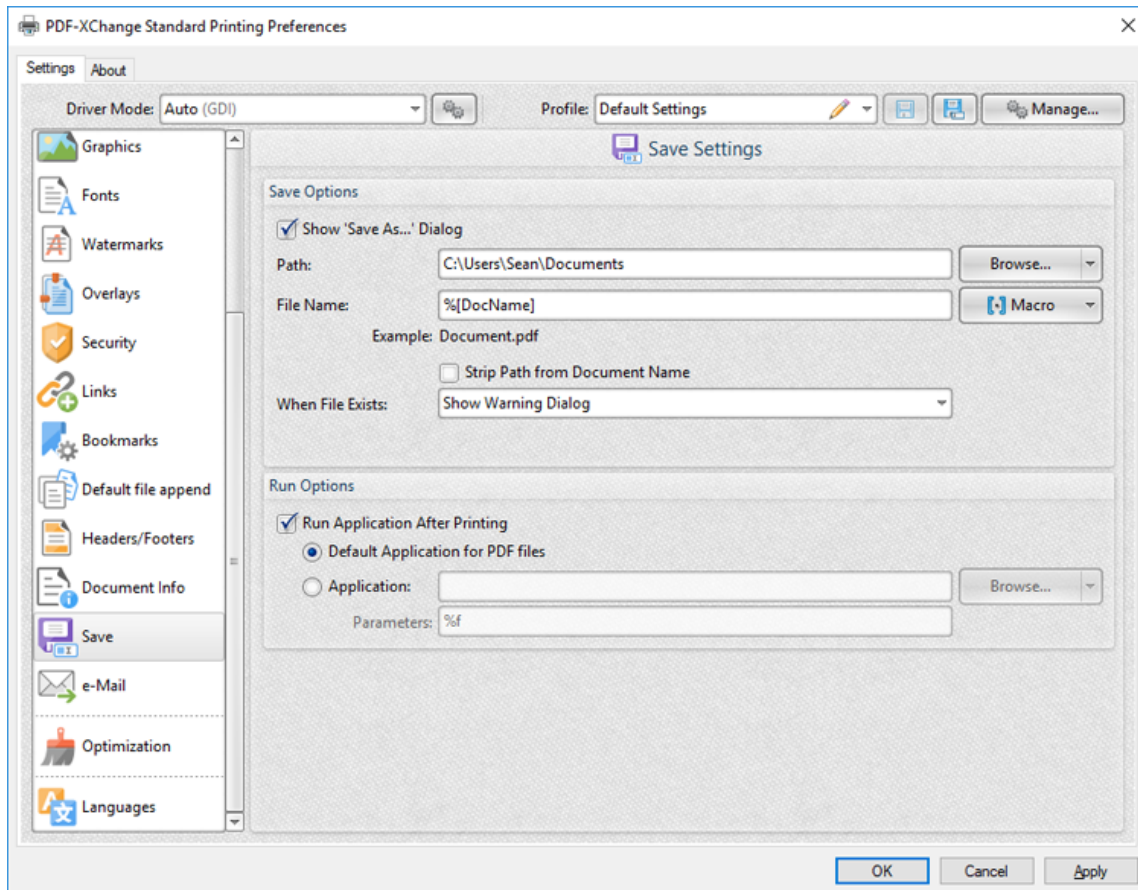 PDF-XChange Standard Printing Preferences
Settings About
Driver Mode: Auto (GDI) Profile: Default Settings Manage...
Graphics
Fonts
Watermarks
Overlays
Security
Links
Bookmarks
Default file append
Headers/Footers
Document Info
Save
e-Mail
Optimization
Languages
Save Settings
Save Options
Show 'Save As...' Dialog
Path: C:\Users\Sean\Documents Browse...
File Name: %[DocName] Macro
Example: Document.pdf
Strip Path from Document Name
When File Exists: Show Warning Dialog
Run Options
Run Application After Printing
Default Application for PDF files
Application: Browse...
Parameters: %f
OK Cancel Apply